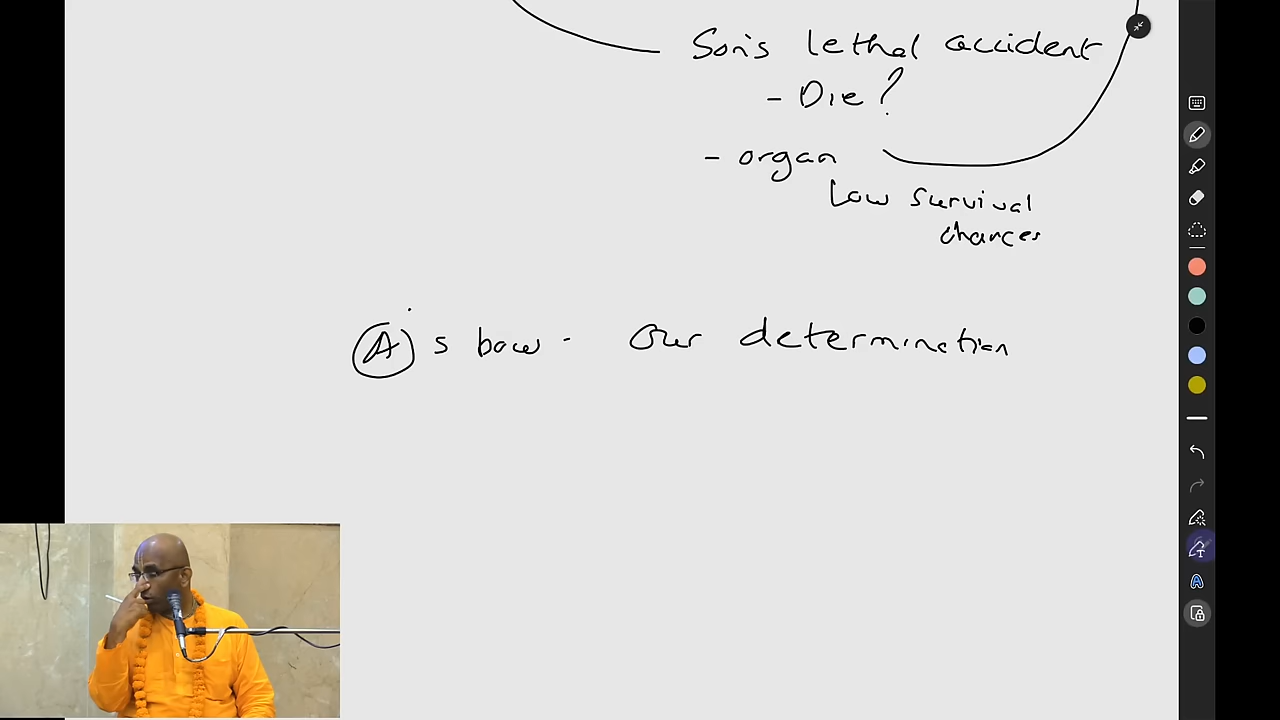 Son's lethal accident
- Die?
- organ
Low survival
chances
A s bow - Our determination